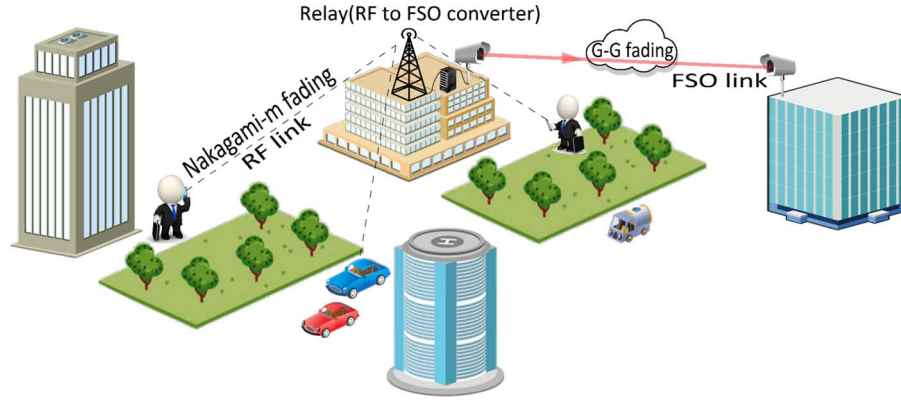 Relay(RF to FSO converter)
G-G fading
FSO link
Nakagami-m fading
RF link
H